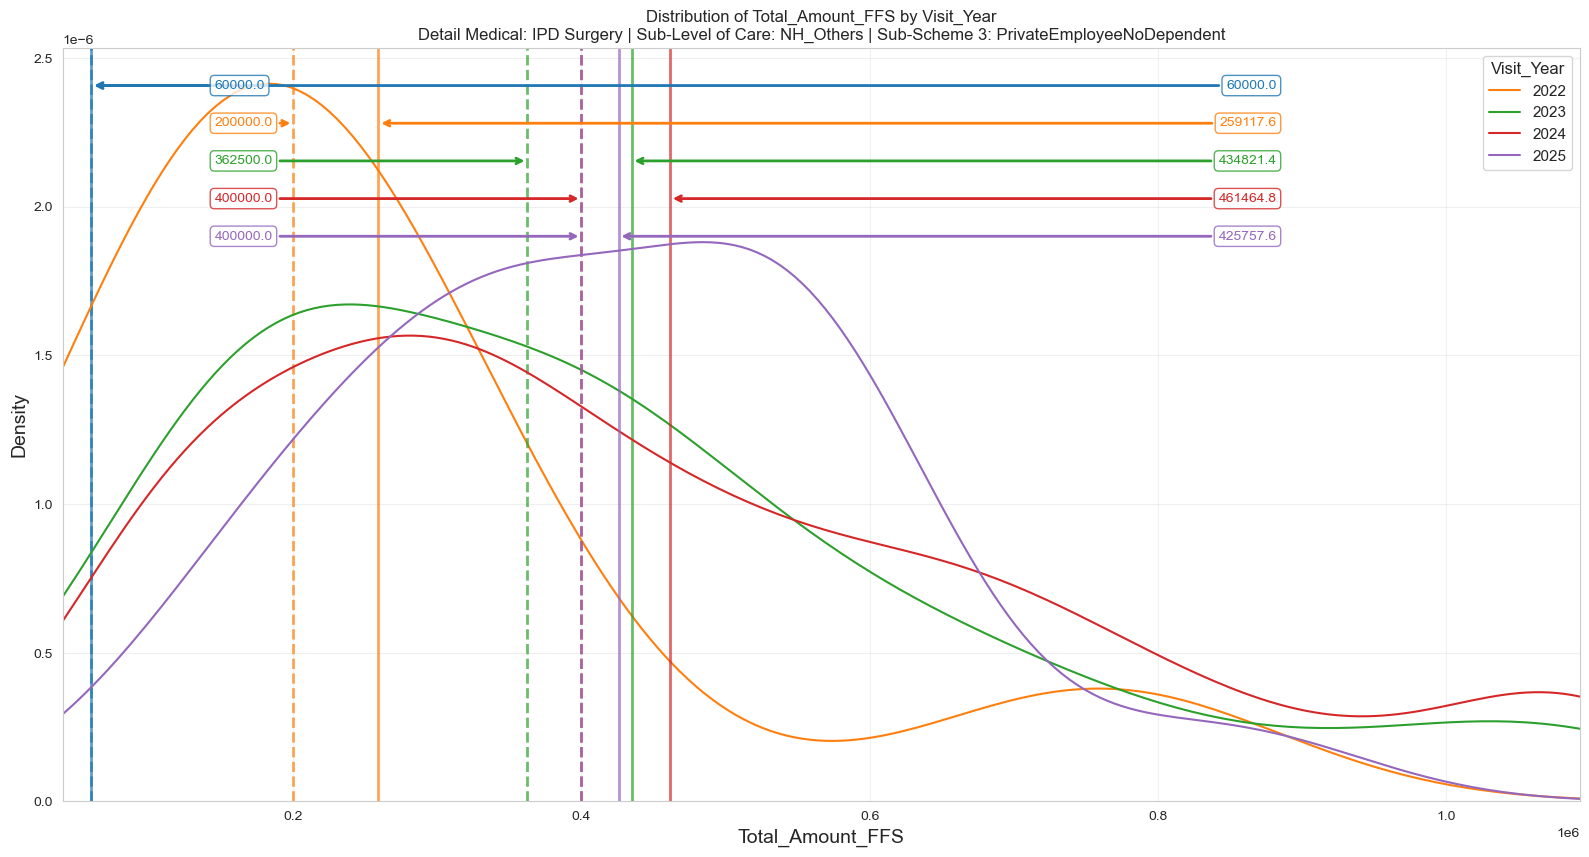 Distribution of Total_Amount_FFS by Visit_Year
Detail Medical: IPD Surgery | Sub-Level of Care: NH_Others | Sub-Scheme 3: PrivateEmployeeNoDependent
1e−6
2.5
2.0
1.5
1.0
0.5
0.0
Density
60000.0 60000.0
200000.0 259117.6
362500.0 434821.4
400000.0 461464.8
400000.0 425757.6
Visit_Year
2022
2023
2024
2025
0.2 0.4 0.6 0.8 1.0
1e6
Total_Amount_FFS